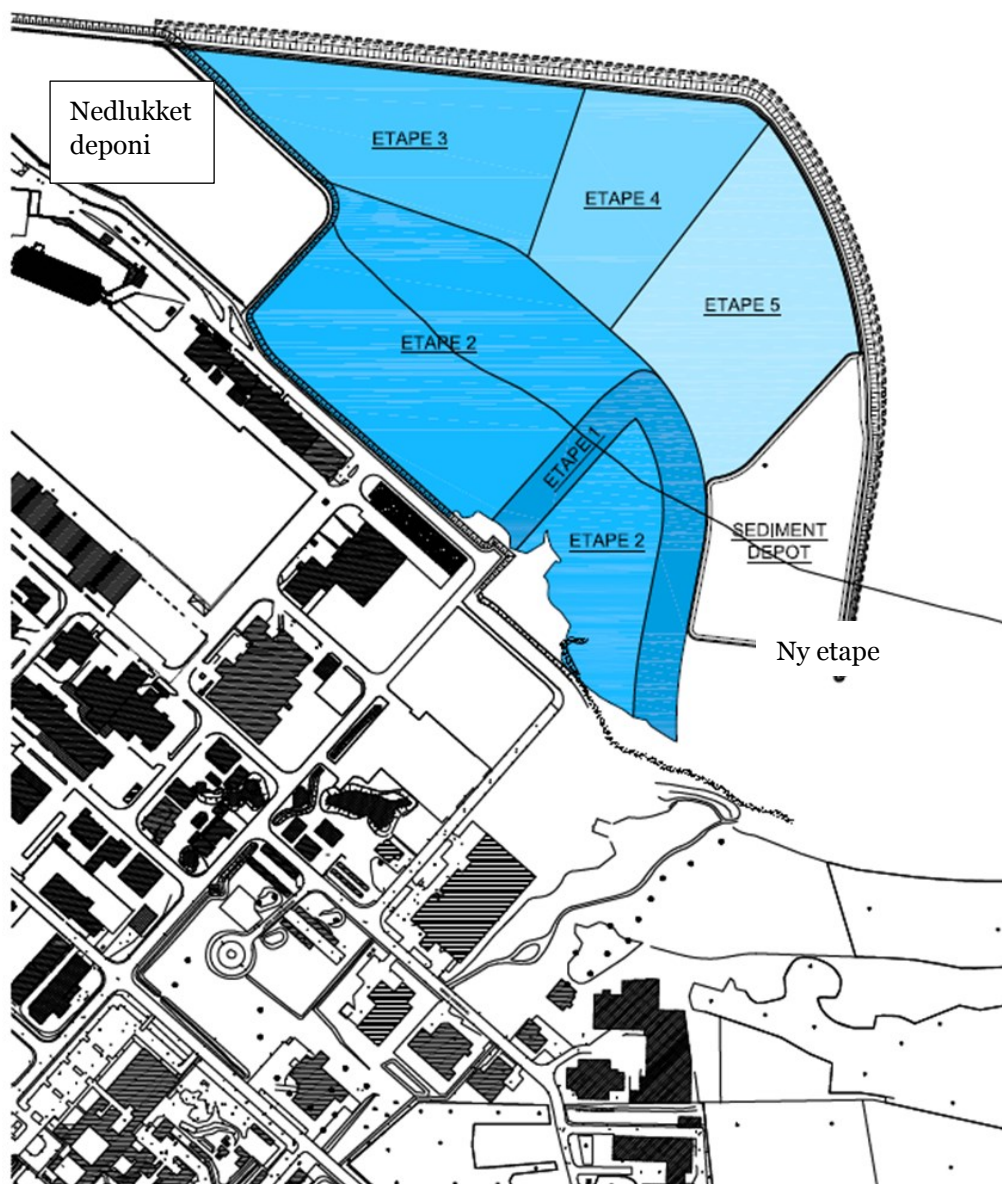 Nedlukket
deponi
ETAPE 3
ETAPE 4
ETAPE 5
ETAPE 2
ETAPE 1
ETAPE 2
SEDIMENT
DEPOT
Ny etape